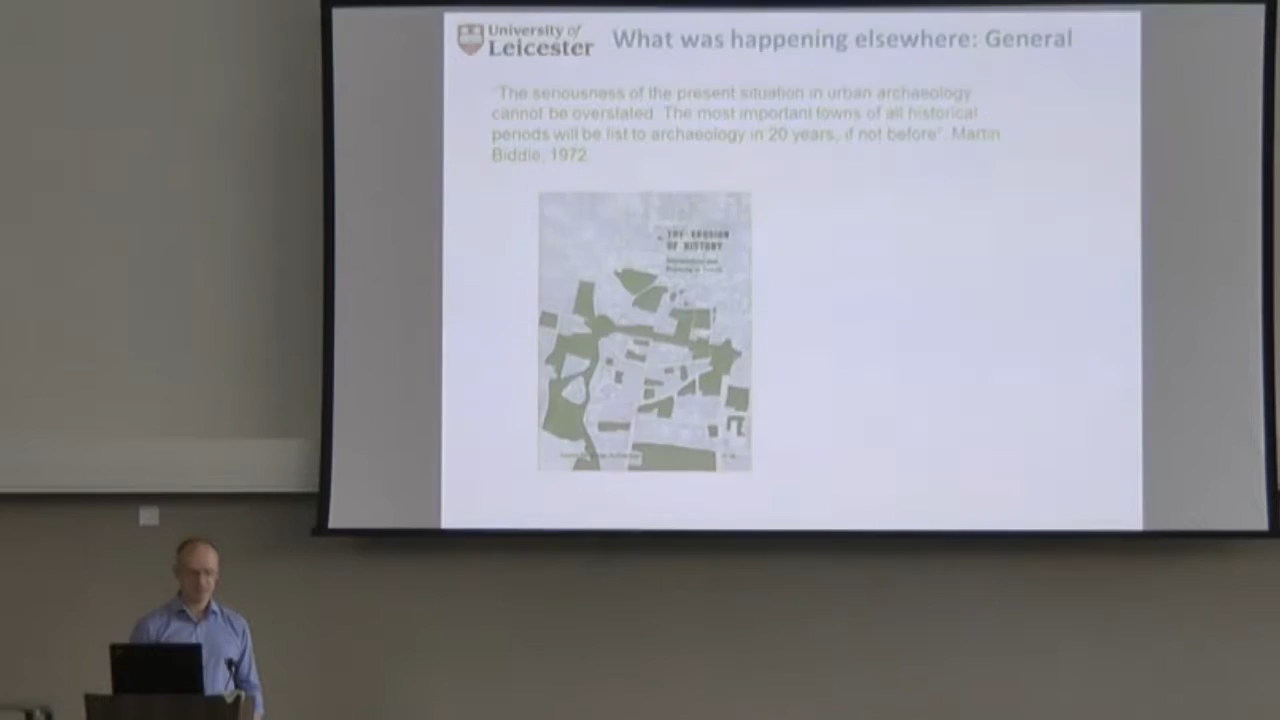 University of
Leicester
What was happening elsewhere: General
"The seriousness of the present situation in urban archaeology
cannot be overstated. The most important towns of all historical
periods will be list to archaeology in 20 years, if not before". Martin
Biddle, 1972
THE EROSION
OF HISTORY